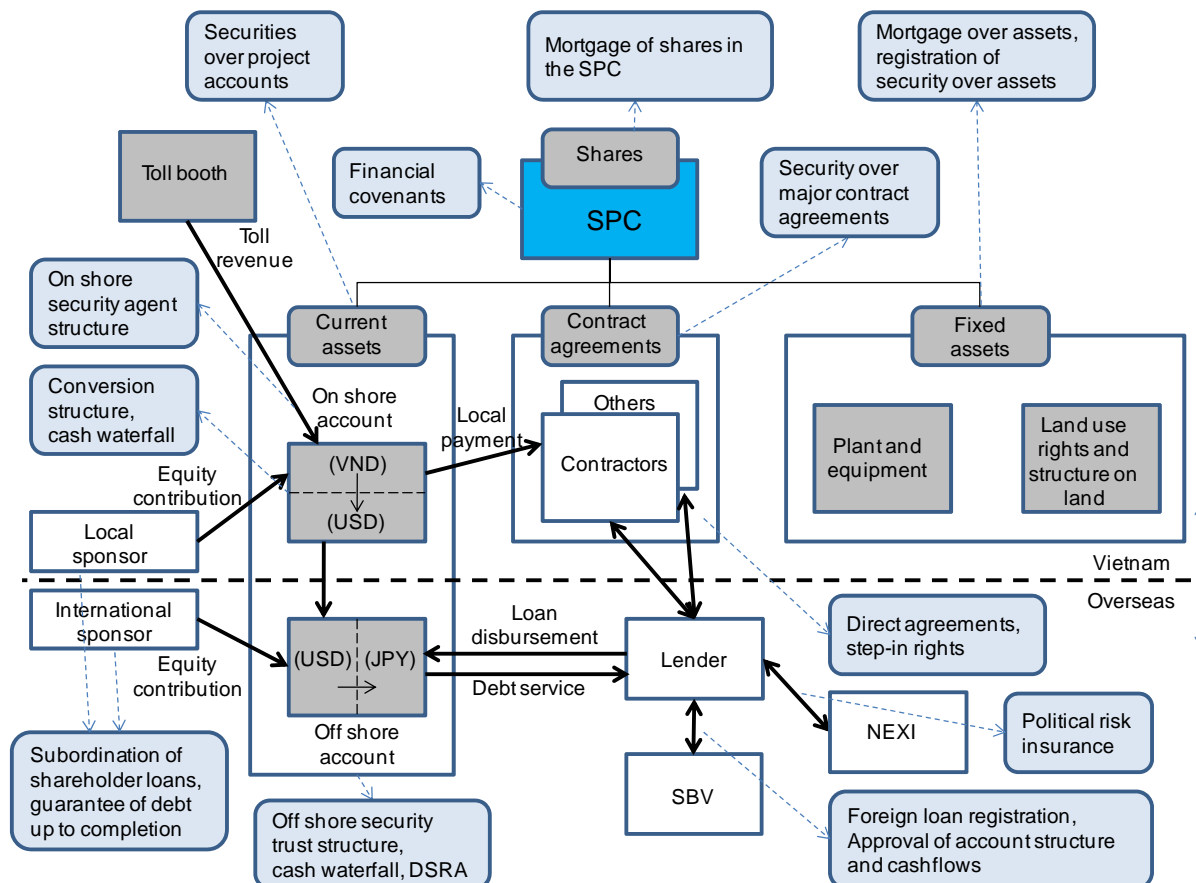 Securities
over project
accounts
Mortgage of shares in
the SPC
Mortgage over assets,
registration of
security over assets
Toll booth
Shares
SPC
Financial
covenants
Security over
major contract
agreements
Toll
revenue
On shore
security agent
structure
Current
assets
Contract
agreements
Fixed
assets
Conversion
structure,
cash waterfall
On shore
account
Local
payment
Others
Contractors
Plant and
equipment
Land use
rights and
structure on
land
(VND)
(USD)
Equity
contribution
Local
sponsor
Vietnam
Overseas
International
sponsor
Equity
contribution
(USD)
(JPY)
Loan
disbursement
Debt service
Lender
Direct agreements,
step-in rights
Off shore
account
NEXI
Political risk
insurance
SBV
Subordination of
shareholder loans,
guarantee of debt
up to completion
Off shore security
trust structure,
cash waterfall, DSRA
Foreign loan registration,
Approval of account structure
and cashflows